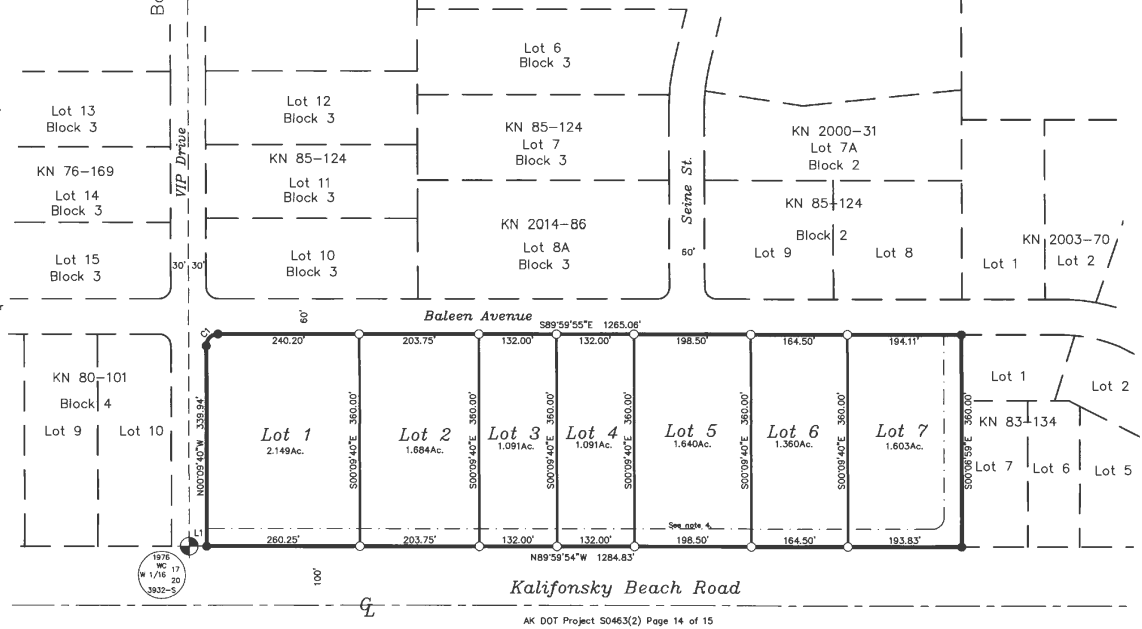 Lot 6
Block 3
Lot 13
Block 3
Lot 12
Block 3
KN 85-124
Lot 7
Block 3
KN 2000-31
Lot 7A
Block 2
VIP Drive
KN 76-169
Lot 14
Block 3
KN 85-124
Lot 11
Block 3
Seine St.
KN 85-124
Block 2
Lot 9
Lot 8
KN 2014-86
Lot 8A
Block 3
KN 2003-70
Lot 1
Lot 2
Lot 15
Block 3
30' 30'
Lot 10
Block 3
60'
60'
Baleen Avenue
S89°59'55"E 1265.06'
C1
240.20'
203.75'
132.00'
132.00'
198.50'
164.50'
194.11'
KN 80-101
Block 4
Lot 9
Lot 10
N00°09'40"W 339.94'
Lot 1
2.149Ac.
S00°09'40"E 360.00'
Lot 2
1.684Ac.
S00°09'40"E 360.00'
Lot 3
1.091Ac.
S00°09'40"E 360.00'
Lot 4
1.091Ac.
S00°09'40"E 360.00'
Lot 5
1.640Ac.
S00°09'40"E 360.00'
Lot 6
1.360Ac.
S00°09'40"E 360.00'
Lot 7
1.603Ac.
S00°06'59"E 360.00'
Lot 1
Lot 2
KN 83-134
Lot 7
Lot 6
Lot 5
See note 4.
L1
260.25'
203.75'
132.00'
132.00'
198.50'
164.50'
193.83'
N89°59'54"W 1284.83'
1976
WC 17
W 1/16
20
3932-S
100'
Kalifonsky Beach Road
CL
AK DOT Project S0463(2) Page 14 of 15